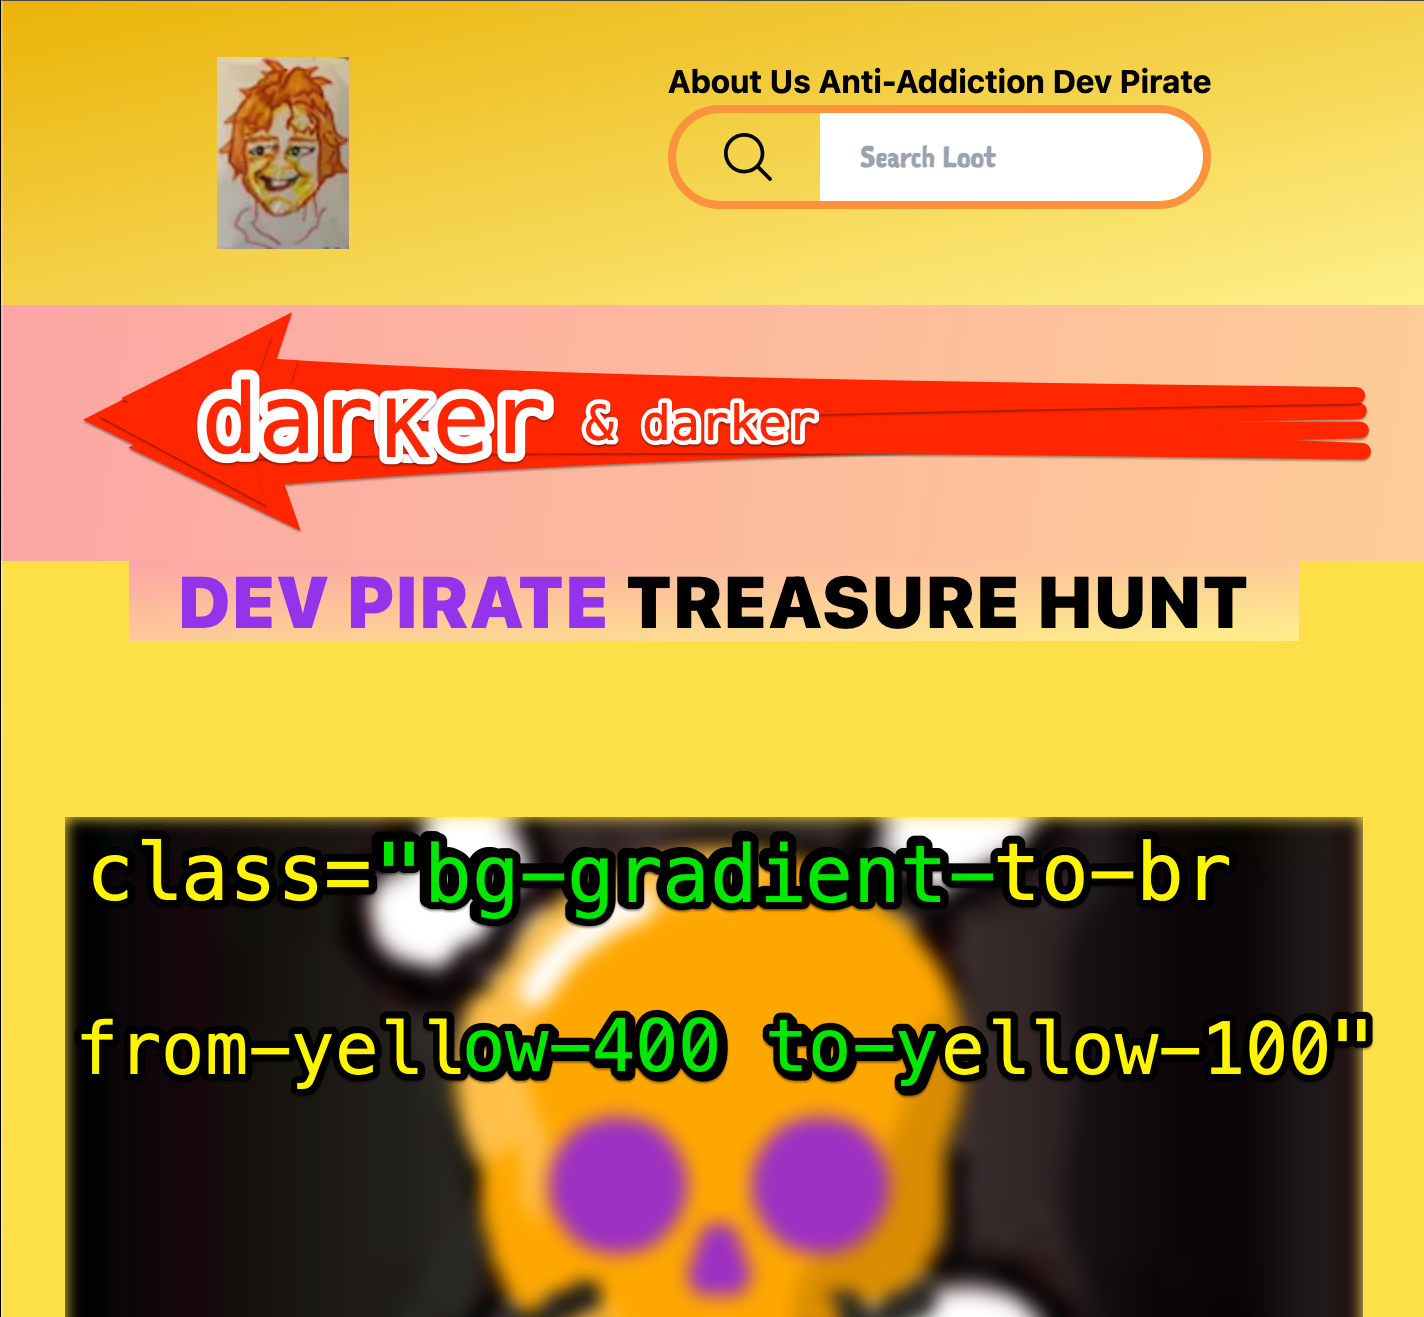 About Us Anti-Addiction Dev Pirate
Search Loot
darker & darker
DEV PIRATE TREASURE HUNT
class="bg-gradient-to-br
from-yellow-400 to-yellow-100"